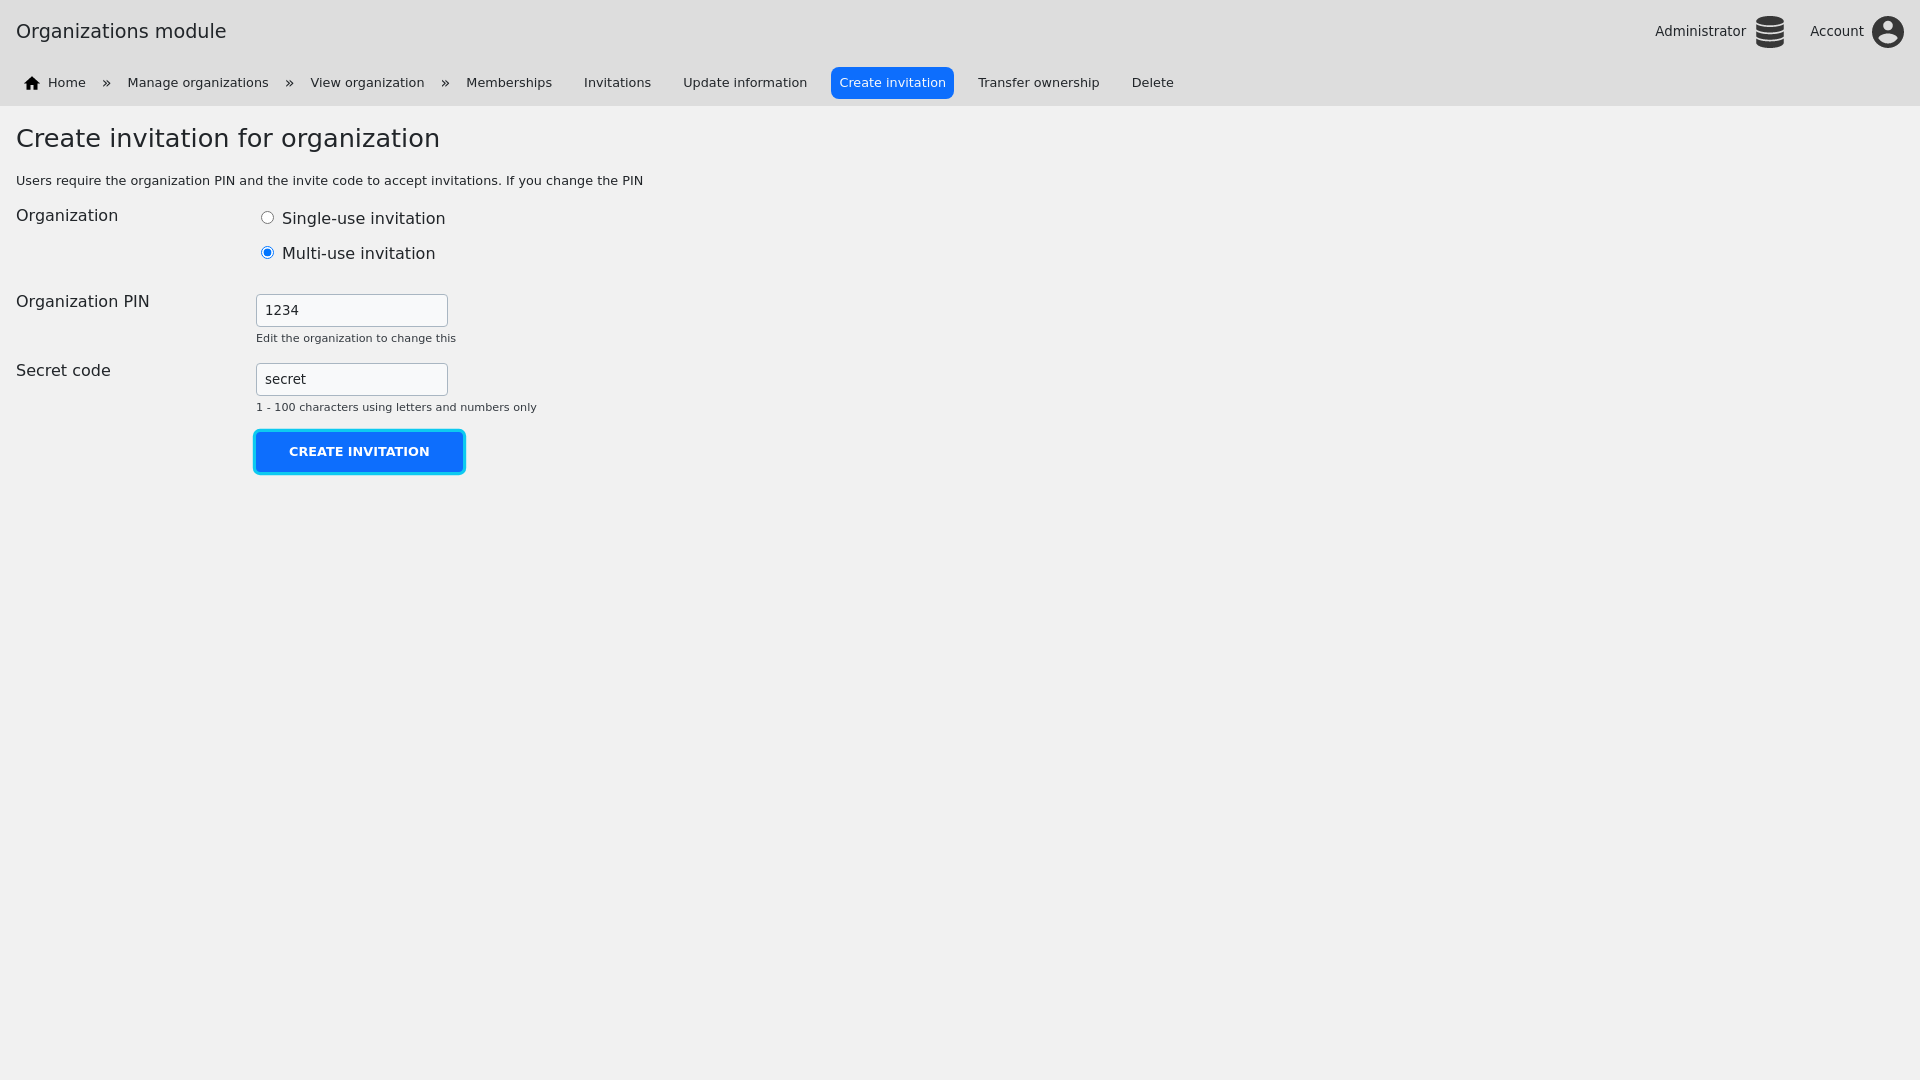 Organizations module
Administrator
Account
Home » Manage organizations » View organization » Memberships Invitations Update information Create invitation Transfer ownership Delete
Create invitation for organization
Users require the organization PIN and the invite code to accept invitations. If you change the PIN
Organization
Single-use invitation
Multi-use invitation
Organization PIN
1234
Edit the organization to change this
Secret code
secret
1 - 100 characters using letters and numbers only
CREATE INVITATION